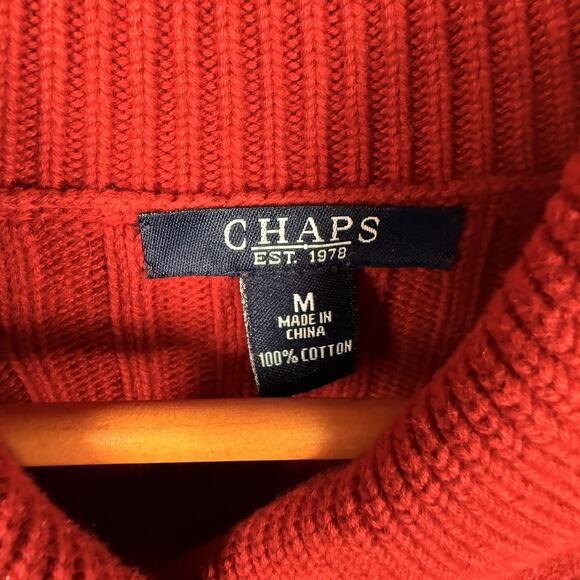 CHAPS
EST. 1978
M
MADE IN
CHINA
100% COTTON